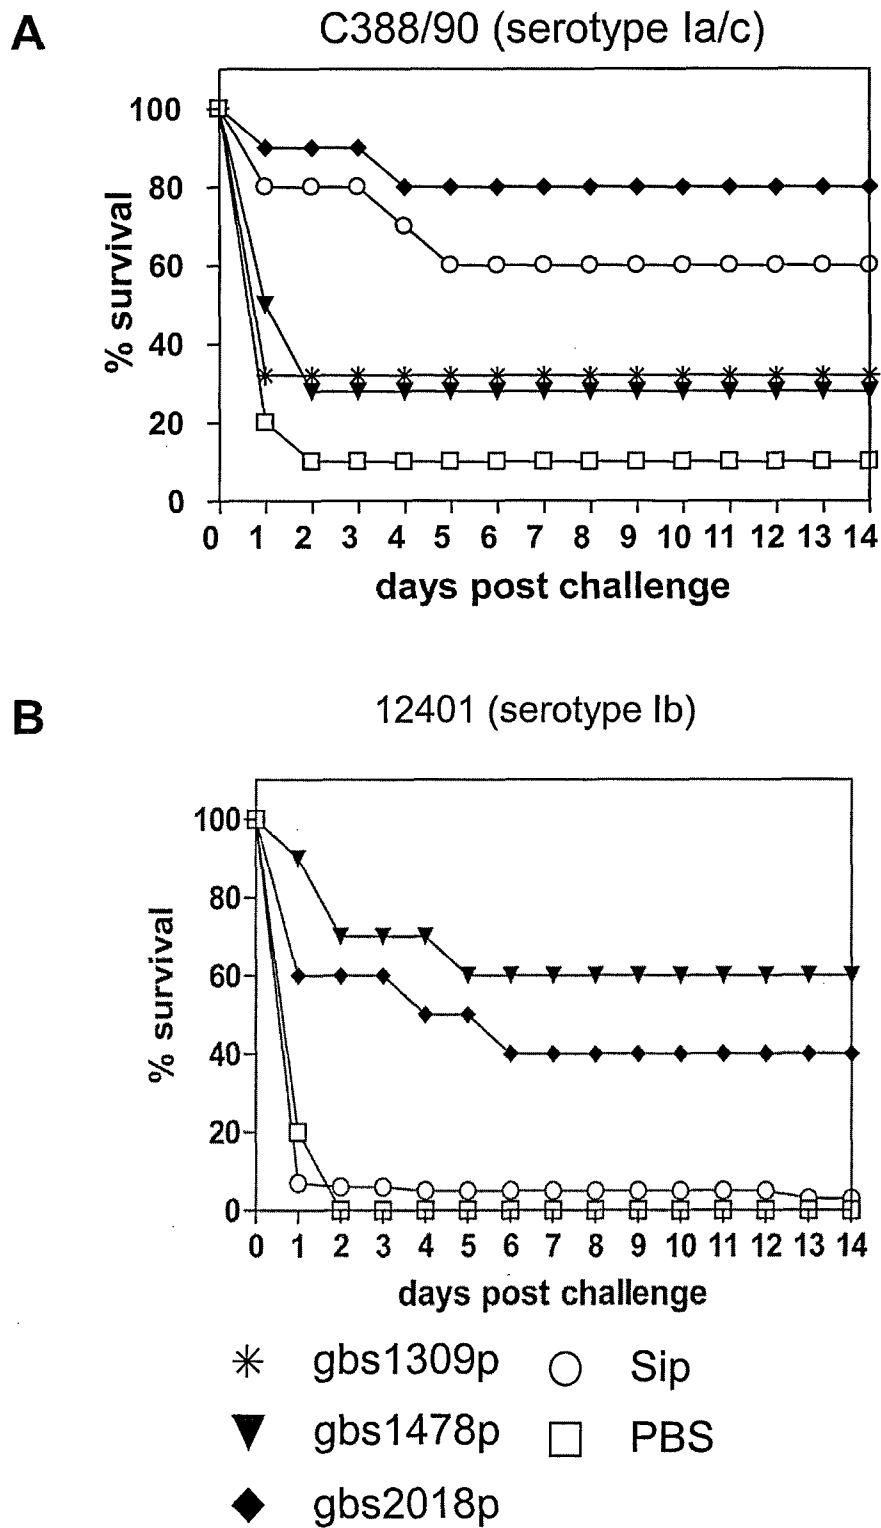 A
C388/90 (serotype Ia/c)
100
80
60
40
20
0
% survival
0 1 2 3 4 5 6 7 8 9 10 11 12 13 14
days post challenge
B
12401 (serotype Ib)
100
80
60
40
20
0
% survival
0 1 2 3 4 5 6 7 8 9 10 11 12 13 14
days post challenge
gbs1309p Sip
gbs1478p PBS
gbs2018p